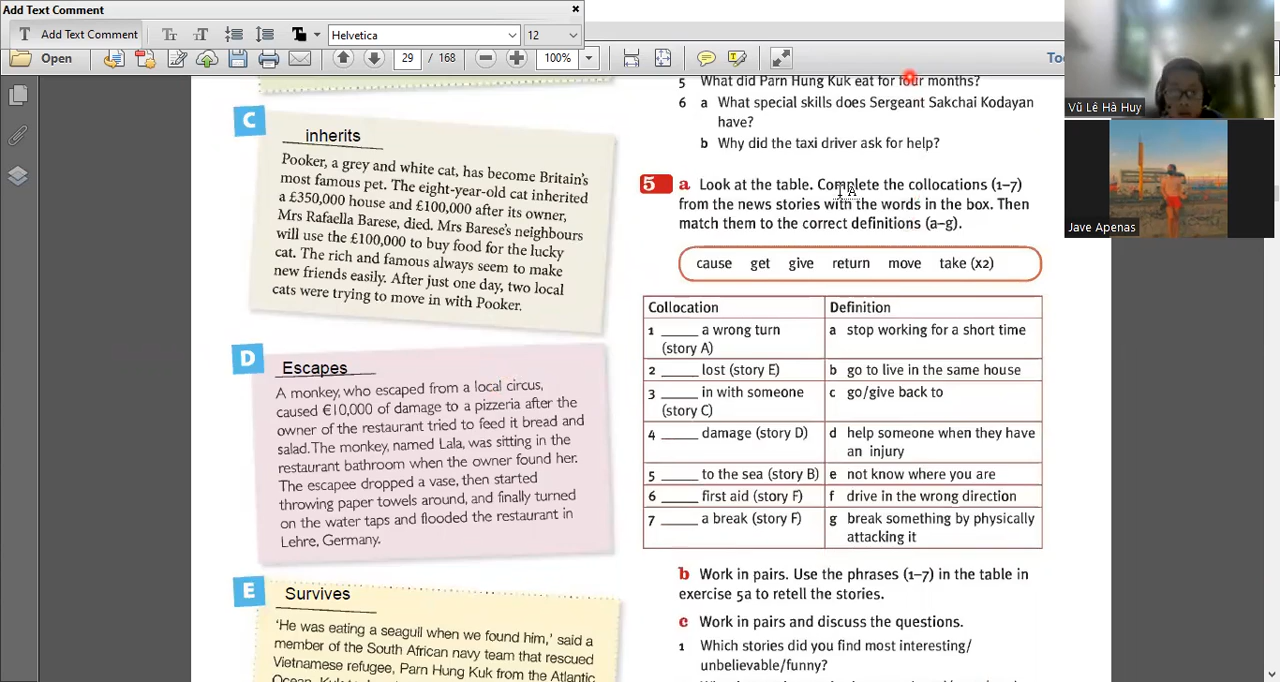 Add Text Comment
Add Text Comment
Helvetica
12
Open
29 / 168
100%
Too
Vũ Lê Hà Huy
Jave Apenas
C
inherits
Pooker, a grey and white cat, has become Britain's
most famous pet. The eight-year-old cat inherited
a £350,000 house and £100,000 after its owner,
Mrs Rafaella Barese, died. Mrs Barese's neighbours
will use the £100,000 to buy food for the lucky
cat. The rich and famous always seem to make
new friends easily. After just one day, two local
cats were trying to move in with Pooker.
D
Escapes
A monkey, who escaped from a local circus,
caused €10,000 of damage to a pizzeria after the
owner of the restaurant tried to feed it bread and
salad. The monkey, named Lala, was sitting in the
restaurant bathroom when the owner found her.
The escapee dropped a vase, then started
throwing paper towels around, and finally turned
on the water taps and flooded the restaurant in
Lehre, Germany.
E
Survives
'He was eating a seagull when we found him,' said a
member of the South African navy team that rescued
Vietnamese refugee, Parn Hung Kuk from the Atlantic
5 What did Parn Hung Kuk eat for four months?
6 a What special skills does Sergeant Sakchai Kodayan
have?
b Why did the taxi driver ask for help?
5 a Look at the table. Complete the collocations (1–7)
from the news stories with the words in the box. Then
match them to the correct definitions (a–g).
cause get give return move take (x2)
Collocation Definition
1 _____ a wrong turn
(story A)
a stop working for a short time
2 _____ lost (story E) b go to live in the same house
3 _____ in with someone
(story C)
c go/give back to
4 _____ damage (story D) d help someone when they have
an injury
5 _____ to the sea (story B) e not know where you are
6 _____ first aid (story F) f drive in the wrong direction
7 _____ a break (story F) g break something by physically
attacking it
b Work in pairs. Use the phrases (1–7) in the table in
exercise 5a to retell the stories.
c Work in pairs and discuss the questions.
1 Which stories did you find most interesting/
unbelievable/funny?